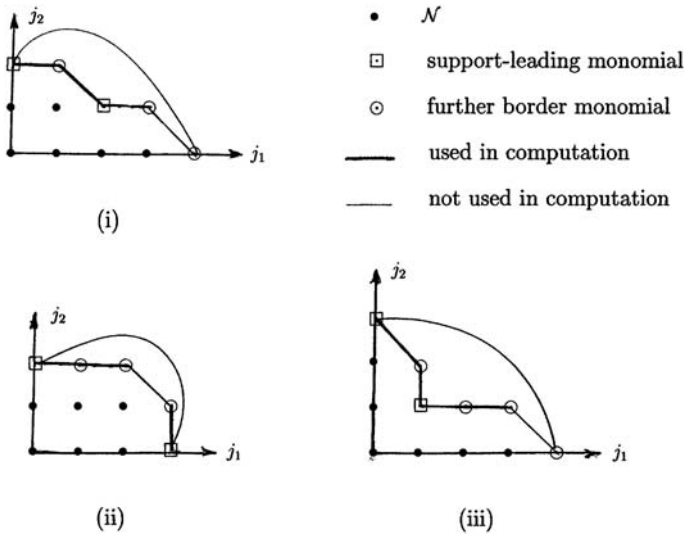 j₂
𝒩
support-leading monomial
further border monomial
j₁
used in computation
not used in computation
(i)
j₂
j₂
j₁
j₁
(ii)
(iii)